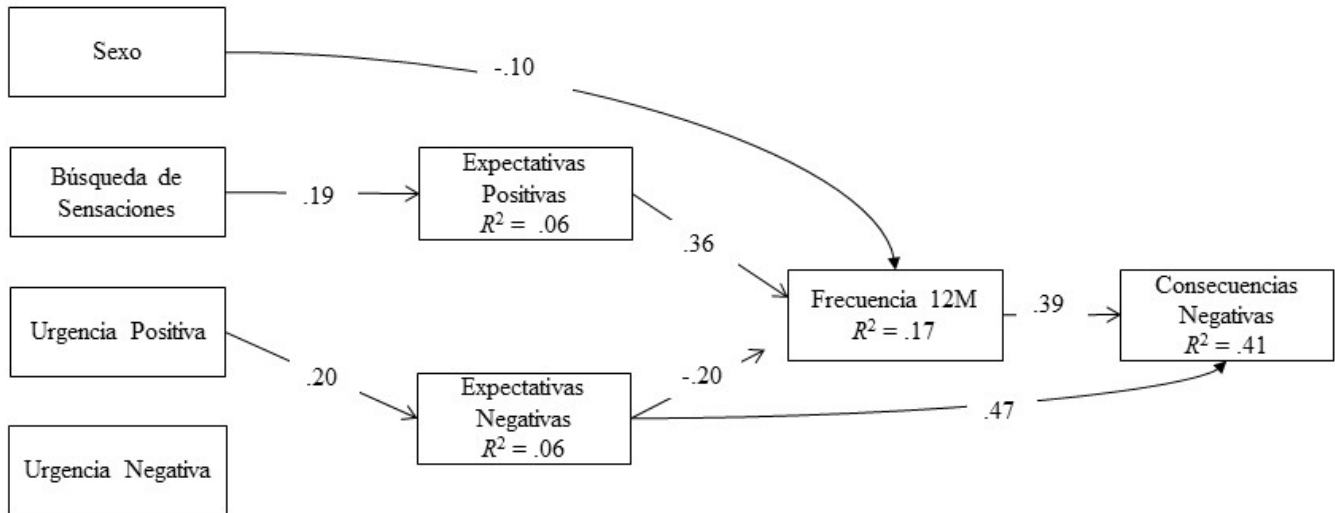 Sexo
-.10
Búsqueda de
Sensaciones
.19
Expectativas
Positivas
R² = .06
.36
Urgencia Positiva
.20
Expectativas
Negativas
R² = .06
-.20
.47
Frecuencia 12M
R² = .17
.39
Consecuencias
Negativas
R² = .41
Urgencia Negativa